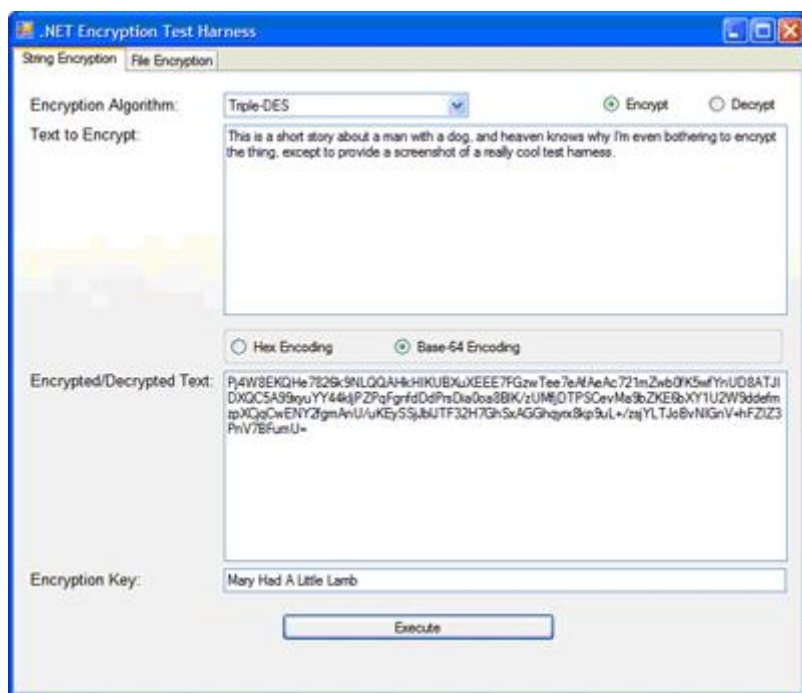 .NET Encryption Test Harness
String Encryption File Encryption
Encryption Algorithm: Triple-DES Encrypt Decrypt
Text to Encrypt:
This is a short story about a man with a dog, and heaven knows why I'm even bothering to encrypt
the thing, except to provide a screenshot of a really cool test harness.
Hex Encoding Base-64 Encoding
Encrypted/Decrypted Text:
PnV7BFumU=
Encryption Key: Mary Had A Little Lamb
Execute